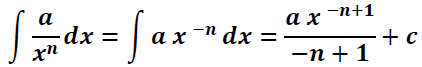 ∫ a/xⁿ dx = ∫ a x ⁻ⁿ dx = a x ⁻ⁿ⁺¹/−n + 1 + c